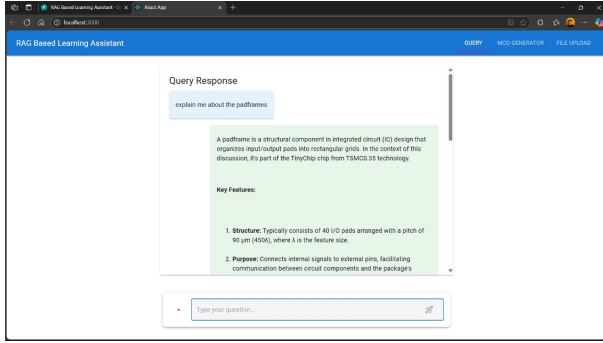 RAG Based Learning Assistant - S
React App
localhost:3000
RAG Based Learning Assistant
QUERY
MCQ GENERATOR
FILE UPLOAD
Query Response
explain me about the padframes
A padframe is a structural component in integrated circuit (IC) design that
organizes input/output pads into rectangular grids. In the context of this
discussion, it's part of the TinyChip chip from TSMC0.35 technology.
Key Features:
1. Structure: Typically consists of 40 I/O pads arranged with a pitch of
90 μm (450λ), where λ is the feature size.
2. Purpose: Connects internal signals to external pins, facilitating
communication between circuit components and the package's
Type your question...